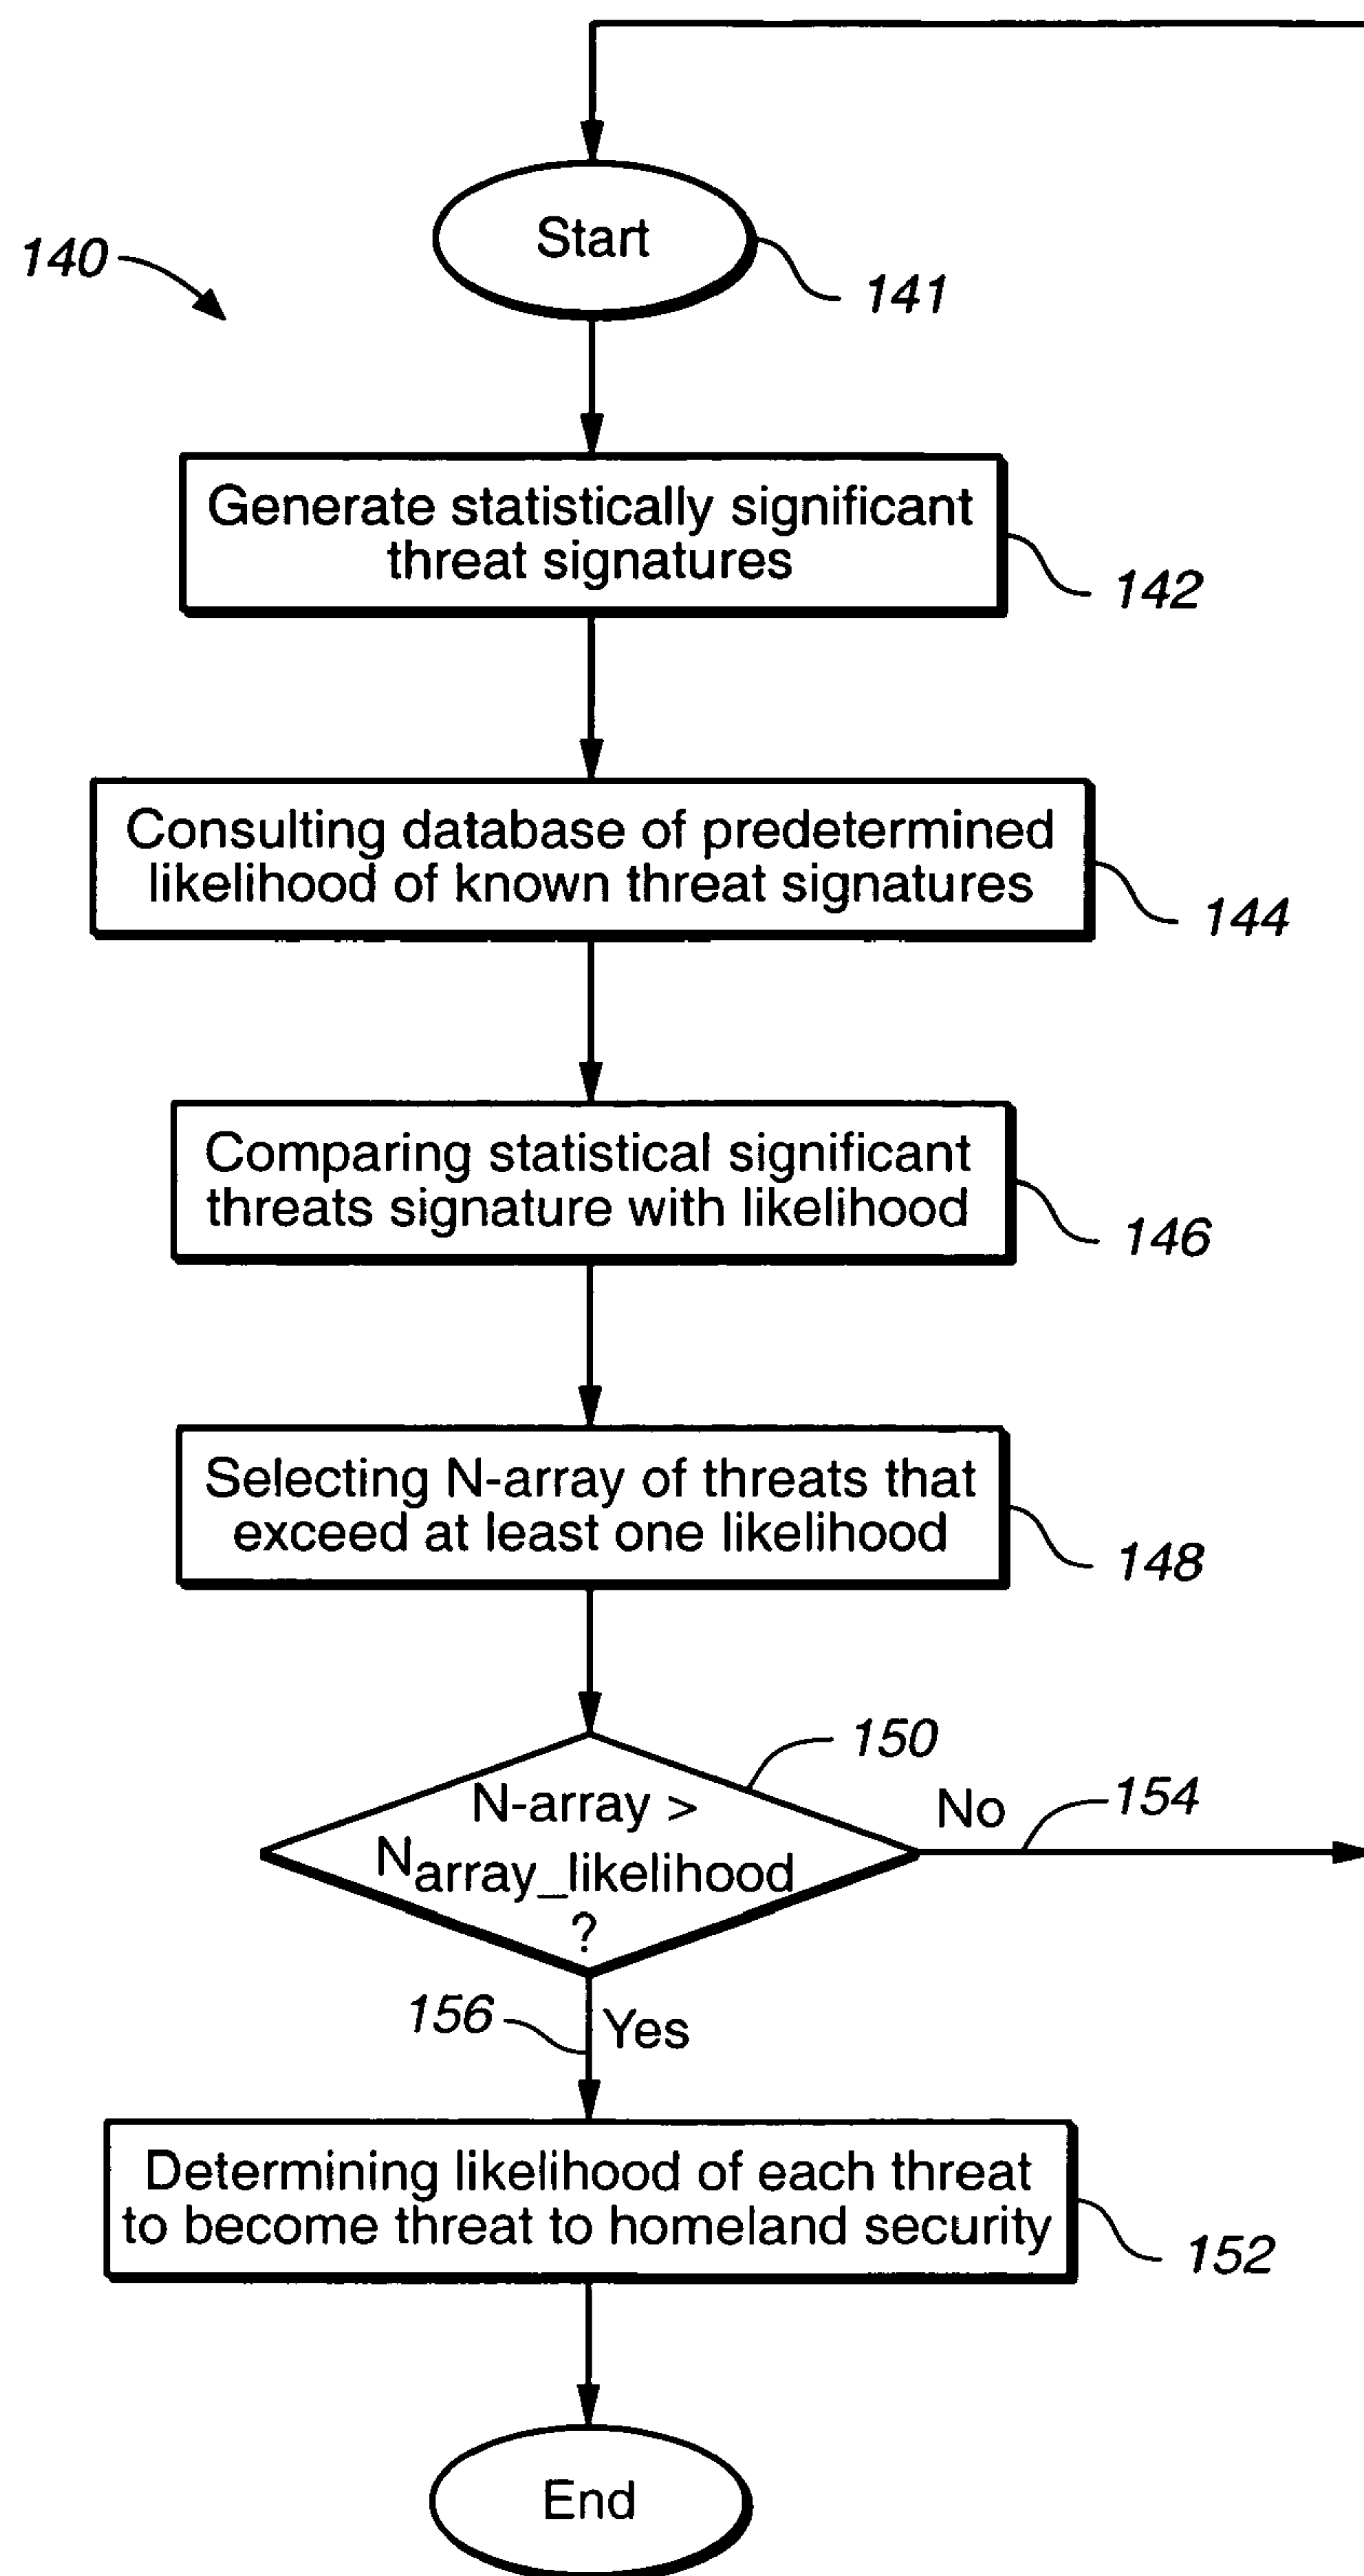 Start
140
141
Generate statistically significant
threat signatures
142
Consulting database of predetermined
likelihood of known threat signatures
144
Comparing statistical significant
threats signature with likelihood
146
Selecting N-array of threats that
exceed at least one likelihood
148
150
N-array >
Narray_likelihood
?
No
154
156
Yes
Determining likelihood of each threat
to become threat to homeland security
152
End